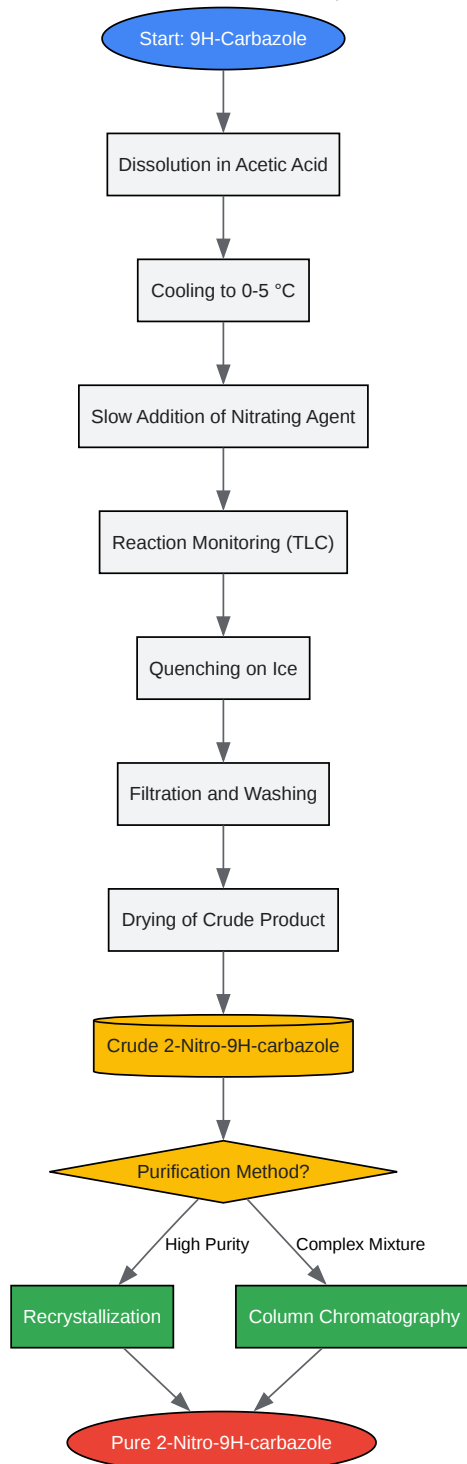 Start: 9H-Carbazole
Dissolution in Acetic Acid
Cooling to 0-5 °C
Slow Addition of Nitrating Agent
Reaction Monitoring (TLC)
Quenching on Ice
Filtration and Washing
Drying of Crude Product
Crude 2-Nitro-9H-carbazole
Purification Method?
High Purity
Complex Mixture
Recrystallization
Column Chromatography
Pure 2-Nitro-9H-carbazole